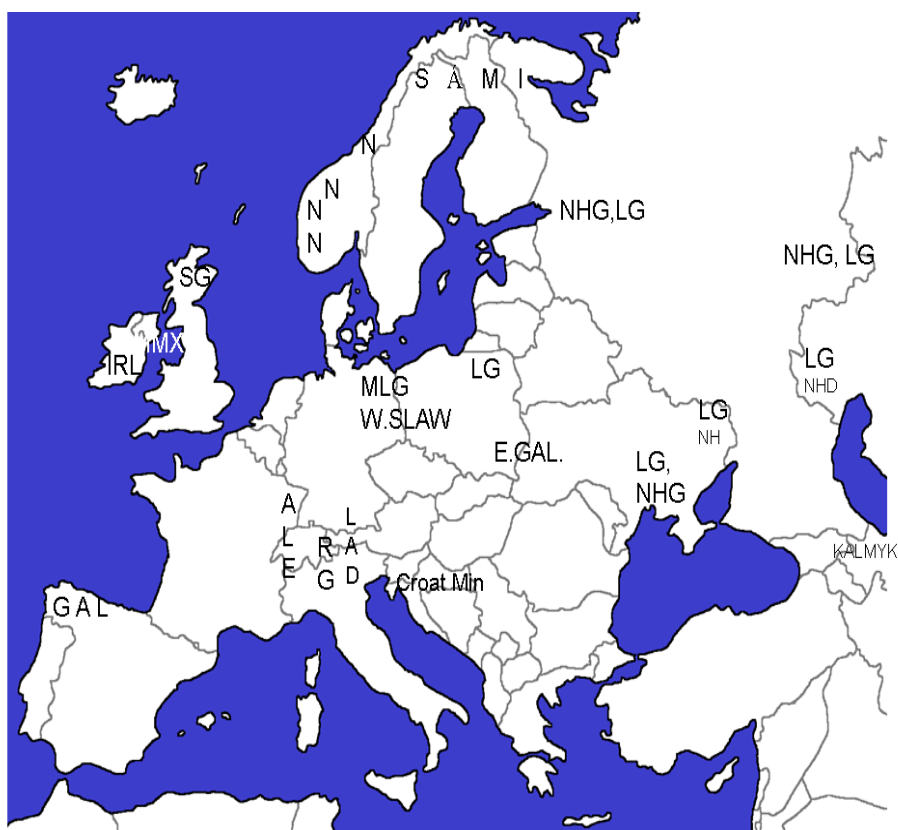 S Á M I
N
N
N
N
NHG,LG
NHG, LG
SG
MX
IRL
LG
NHD
LG
MLG
W.SLAW
LG
NH
E.GAL.
LG,
NHG
A
L
E
L
A
D
R
G
KALMYK
Croat Min
G A L